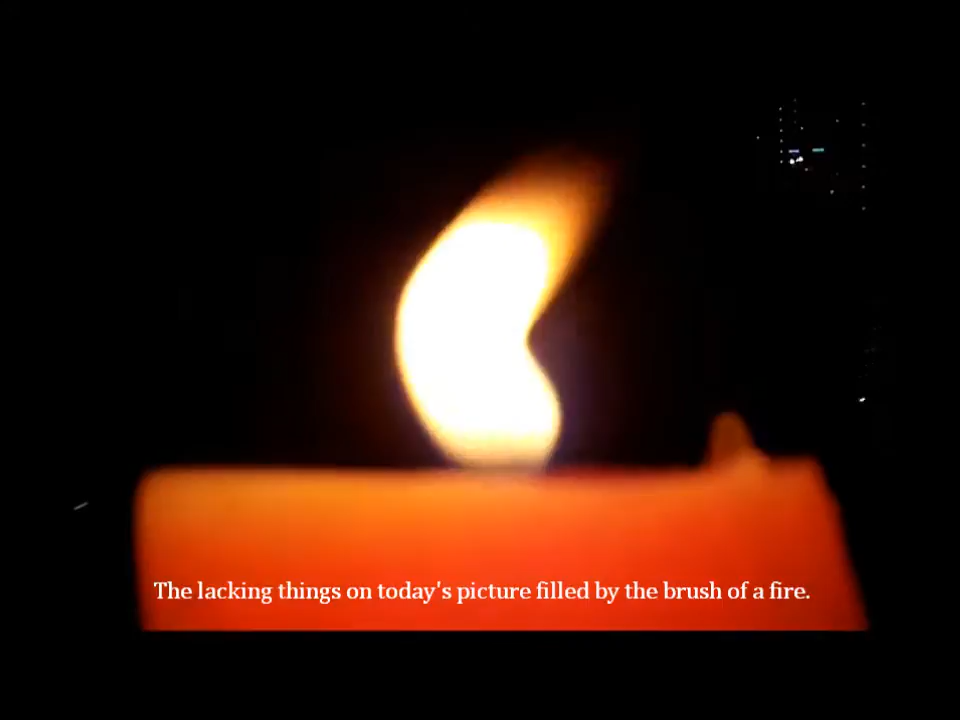 The lacking things on today's picture filled by the brush of a fire.